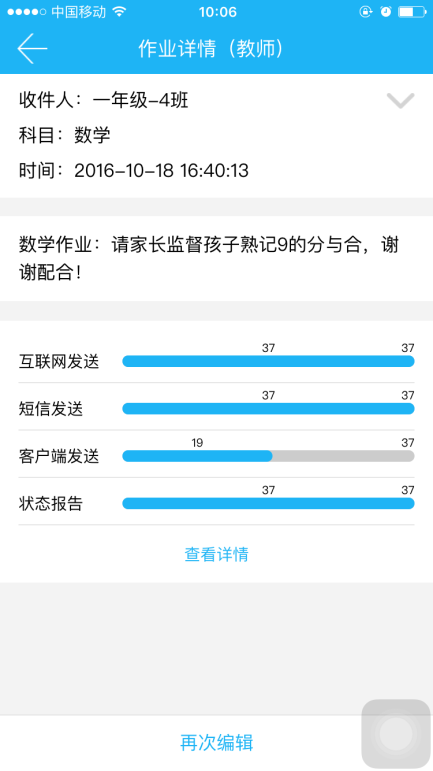 中国移动 10:06
作业详情（教师）
收件人：一年级-4班
科目：数学
时间：2016-10-18 16:40:13
数学作业：请家长监督孩子熟记9的分与合，谢
谢配合！
37 37
互联网发送
37 37
短信发送
19 37
客户端发送
37 37
状态报告
查看详情
再次编辑